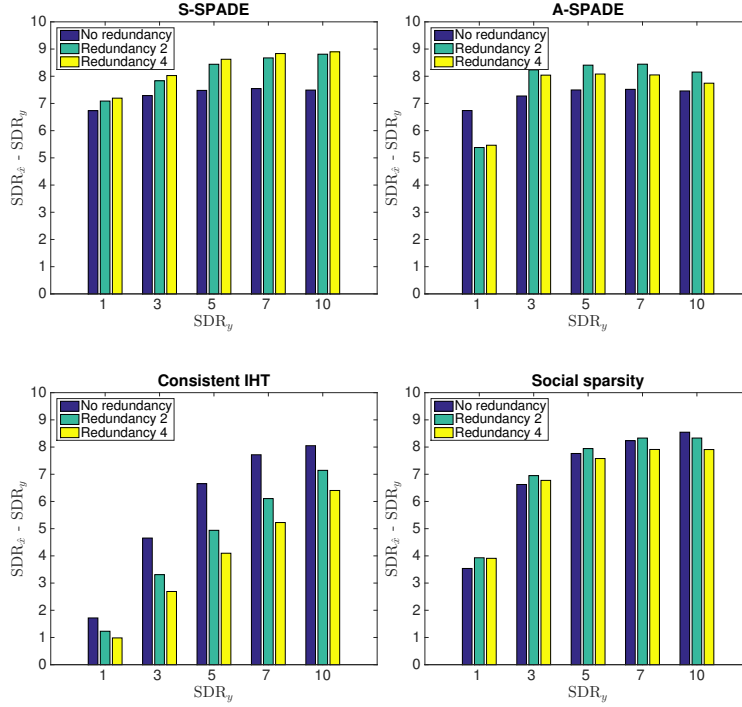 S-SPADE
No redundancy
Redundancy 2
Redundancy 4
10
9
8
7
6
5
4
3
2
1
0
SDR_x̂ - SDR_y
1 3 5 7 10
SDR_y
A-SPADE
No redundancy
Redundancy 2
Redundancy 4
10
9
8
7
6
5
4
3
2
1
0
SDR_x̂ - SDR_y
1 3 5 7 10
SDR_y
Consistent IHT
No redundancy
Redundancy 2
Redundancy 4
10
9
8
7
6
5
4
3
2
1
0
SDR_x̂ - SDR_y
1 3 5 7 10
SDR_y
Social sparsity
No redundancy
Redundancy 2
Redundancy 4
10
9
8
7
6
5
4
3
2
1
0
SDR_x̂ - SDR_y
1 3 5 7 10
SDR_y